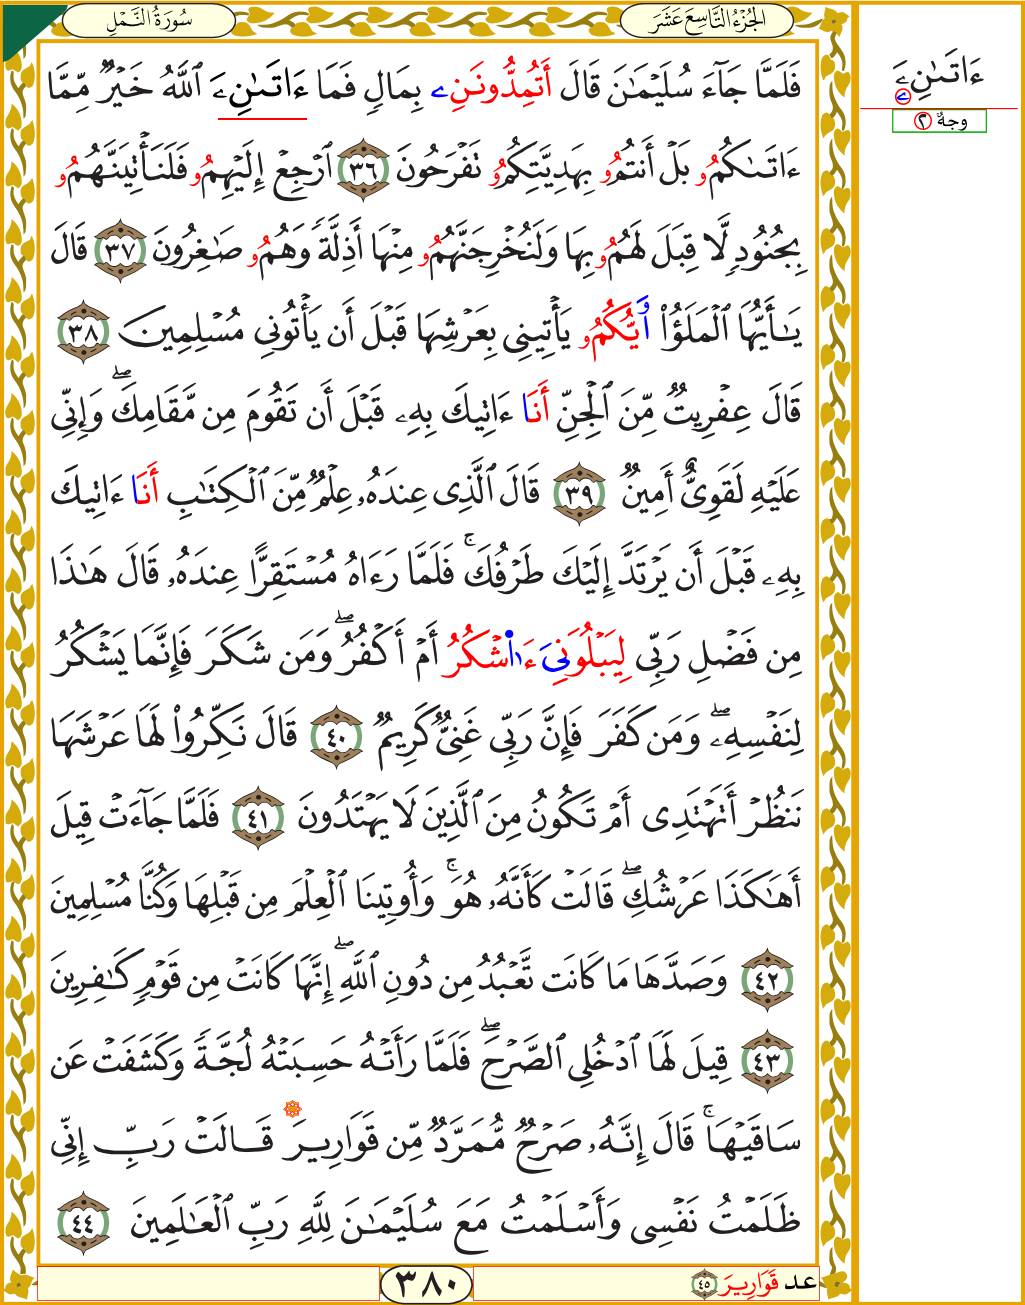 الجُزْءُ التَّاسِعَ عَشَرَ
سُورَةُ النَّمْلِ
فَلَمَّا جَآءَ سُلَيْمَٰنَ قَالَ أَتُمِدُّونَنِۦ بِمَالٍ فَمَا ءَاتَىٰنِۦَ ٱللَّهُ خَيْرٌ مِّمَّا
ءَاتَىٰكُمُۥ بَلْ أَنتُمُۥ بِهَدِيَّتِكُمُۥ تَفْرَحُونَ ٣٦ ٱرْجِعْ إِلَيْهِمُۥ فَلَنَأْتِيَنَّهُمُۥ
بِجُنُودٍ لَّا قِبَلَ لَهُمُۥ بِهَا وَلَنُخْرِجَنَّهُمُۥ مِنْهَا أَذِلَّةً وَهُمُۥ صَٰغِرُونَ ٣٧ قَالَ
يَٰٓأَيُّهَا ٱلْمَلَؤُا۟ وَا يُّكُمُۥ يَأْتِينِي بِعَرْشِهَا قَبْلَ أَن يَأْتُونِي مُسْلِمِينَ ٣٨
قَالَ عِفْرِيتٌ مِّنَ ٱلْجِنِّ أَنَا ءَاتِيكَ بِهِۦ قَبْلَ أَن تَقُومَ مِن مَّقَامِكَ ۖ وَإِنِّي
عَلَيْهِ لَقَوِيٌّ أَمِينٌ ٣٩ قَالَ ٱلَّذِي عِندَهُۥ عِلْمٌ مِّنَ ٱلْكِتَٰبِ أَنَا ءَاتِيكَ
بِهِۦ قَبْلَ أَن يَرْتَدَّ إِلَيْكَ طَرْفُكَ ۚ فَلَمَّا رَءَاهُ مُسْتَقِرًّا عِندَهُۥ قَالَ هَٰذَا
مِن فَضْلِ رَبِّي لِيَبْلُوَنِيَ ءَا۬شْكُرُ أَمْ أَكْفُرُ ۖ وَمَن شَكَرَ فَإِنَّمَا يَشْكُرُ
لِنَفْسِهِۦ ۖ وَمَن كَفَرَ فَإِنَّ رَبِّي غَنِيٌّ كَرِيمٌ ٤٠ قَالَ نَكِّرُوا۟ لَهَا عَرْشَهَا
نَنظُرْ أَتَهْتَدِي أَمْ تَكُونُ مِنَ ٱلَّذِينَ لَا يَهْتَدُونَ ٤١ فَلَمَّا جَآءَتْ قِيلَ
أَهَٰكَذَا عَرْشُكِ ۖ قَالَتْ كَأَنَّهُۥ هُوَ ۚ وَأُوتِينَا ٱلْعِلْمَ مِن قَبْلِهَا وَكُنَّا مُسْلِمِينَ
٤٢ وَصَدَّهَا مَا كَانَت تَّعْبُدُ مِن دُونِ ٱللَّهِ ۖ إِنَّهَا كَانَتْ مِن قَوْمٍ كَٰفِرِينَ
٤٣ قِيلَ لَهَا ٱدْخُلِي ٱلصَّرْحَ ۖ فَلَمَّا رَأَتْهُ حَسِبَتْهُ لُجَّةً وَكَشَفَتْ عَن
سَاقَيْهَا ۚ قَالَ إِنَّهُۥ صَرْحٌ مُّمَرَّدٌ مِّن قَوَارِيرَ قَالَتْ رَبِّ إِنِّي
ظَلَمْتُ نَفْسِي وَأَسْلَمْتُ مَعَ سُلَيْمَٰنَ لِلَّهِ رَبِّ ٱلْعَٰلَمِينَ ٤٤
عد قَوَارِيرَ ٤٥
٣٨٠
ءَاتَىٰنِۦَ
وجهٌ ٢